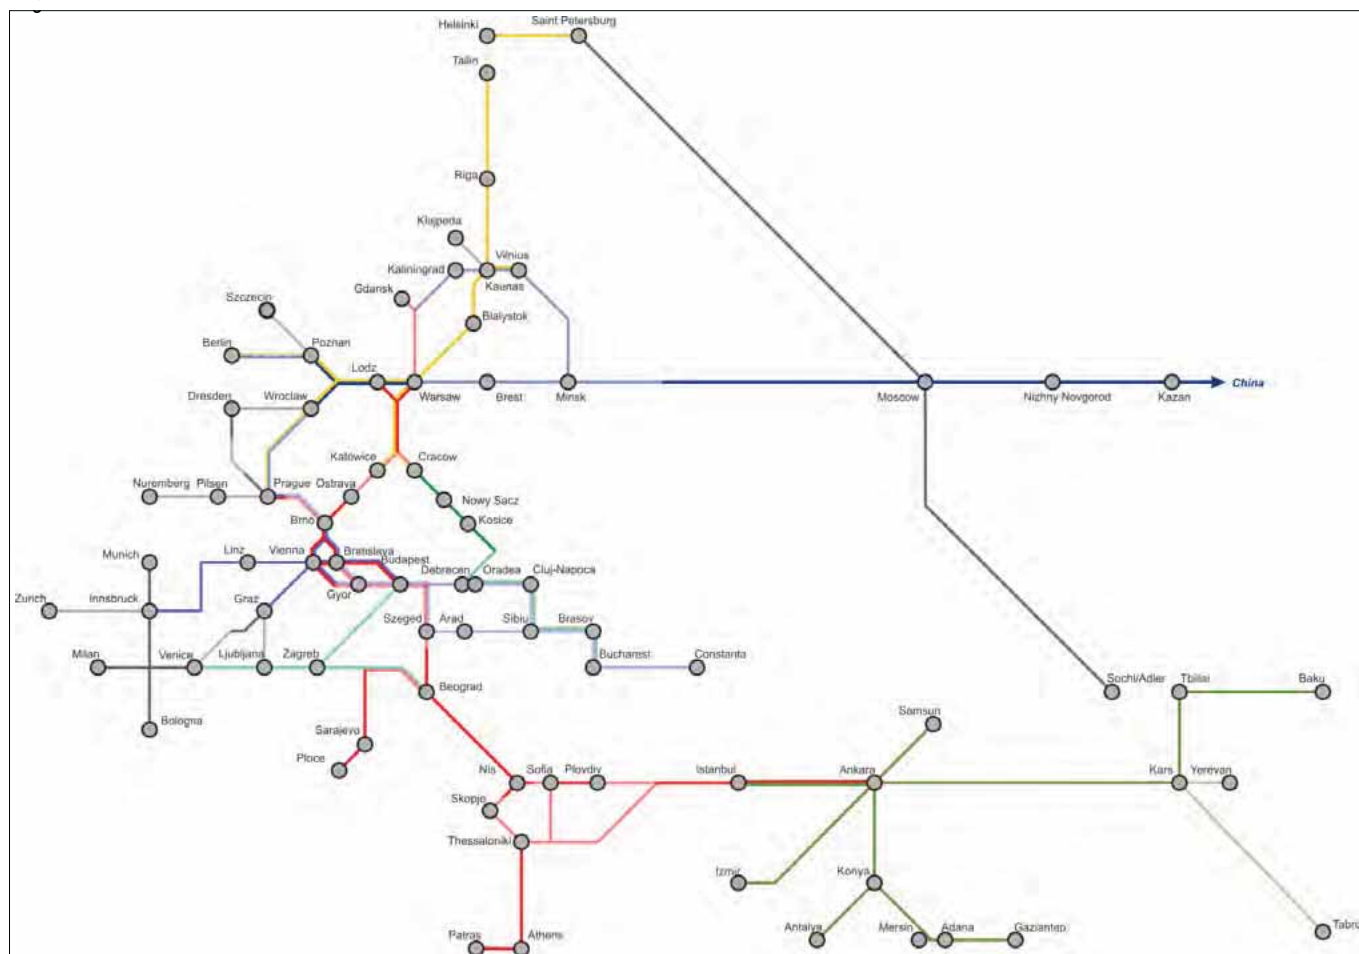 Helsinki
Saint Petersburg
Tallin
Riga
Klajpeda
Kaliningrad
Vilnius
Kaunas
Gdansk
Szczecin
Bialystok
Berlin
Poznan
Lodz
Warsaw
Brest
Minsk
Moscow
Nizhny Novgorod
Kazan
China
Dresden
Wroclaw
Katowice
Cracow
Nuremberg
Pilsen
Prague
Ostrava
Nowy Sacz
Brno
Kosice
Munich
Linz
Vienna
Bratislava
Budapest
Debrecen
Oradea
Cluj-Napoca
Zurich
Innsbruck
Graz
Gyor
Szeged
Arad
Sibiu
Brasov
Milan
Venice
Ljubljana
Zagreb
Bucharest
Constanta
Beograd
Sochi/Adler
Tbilisi
Baku
Bologna
Sarajevo
Samsun
Ploce
Nis
Sofia
Plovdiv
Istanbul
Ankara
Kars
Yerevan
Skopje
Thessaloniki
Izmir
Konya
Patras
Athens
Antalya
Mersin
Adana
Gaziantep